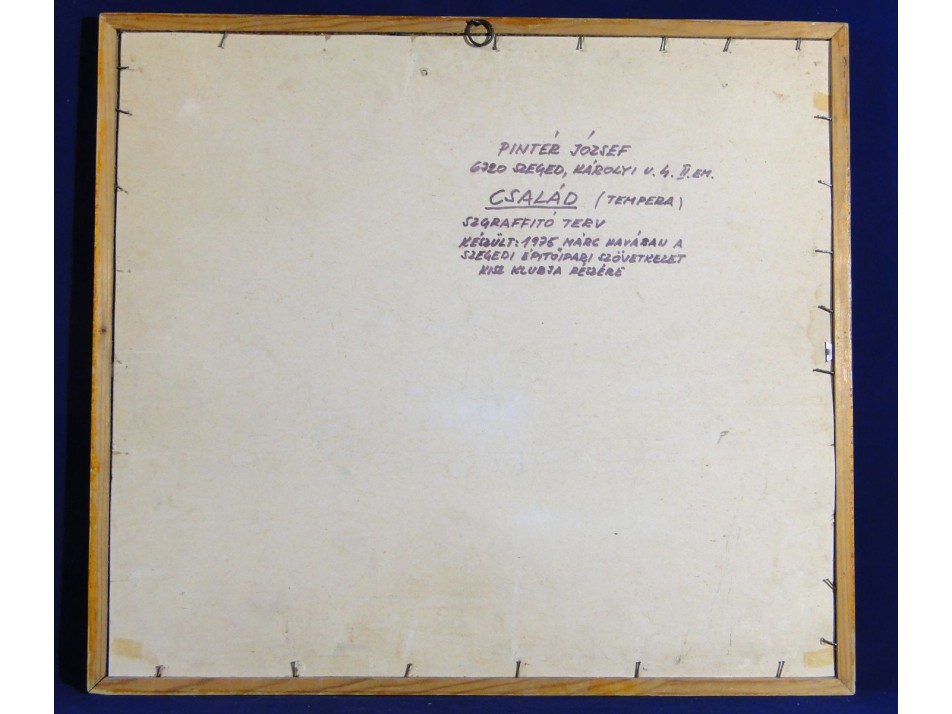 PINTÉR JÓZSEF
6720 SZEGED, KÁROLYI U. 4. II. EM.
CSALÁD (TEMPERA)
SZGRAFFITÓ TERV
KÉSZÜLT: 1976 MÁRC HAVÁBAN A
SZEGEDI ÉPITŐIPARI SZÖVETKEZET
KISZ KLUBJA RÉSZÉRE